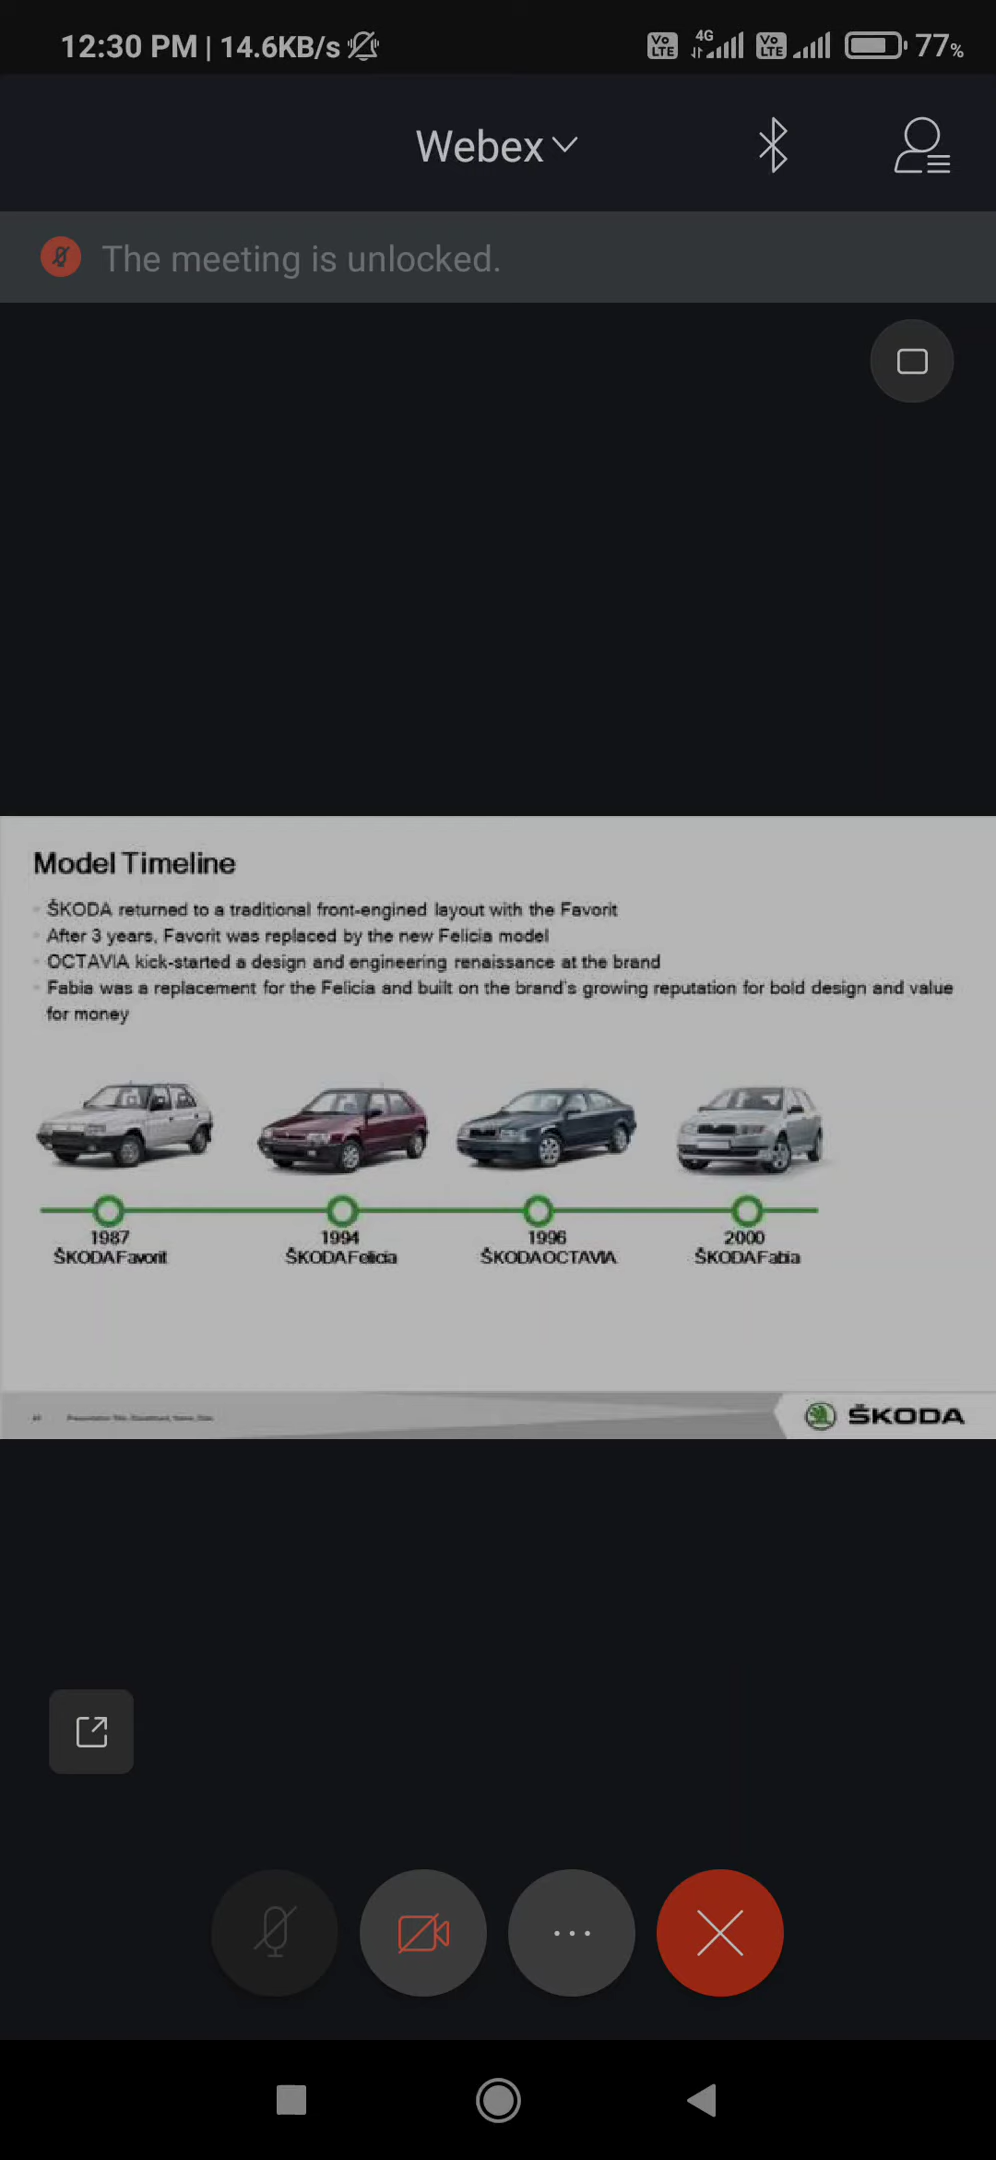 12:30 PM | 14.6KB/s 4G 77%
Webex
The meeting is unlocked.
Model Timeline
ŠKODA returned to a traditional front-engined layout with the Favorit
After 3 years, Favorit was replaced by the new Felicia model
OCTAVIA kick-started a design and engineering renaissance at the brand
Fabia was a replacement for the Felicia and built on the brand's growing reputation for bold design and value
for money
1987 1994 1996 2000
ŠKODA Favorit ŠKODA Felicia ŠKODA OCTAVIA ŠKODA Fabia
ŠKODA